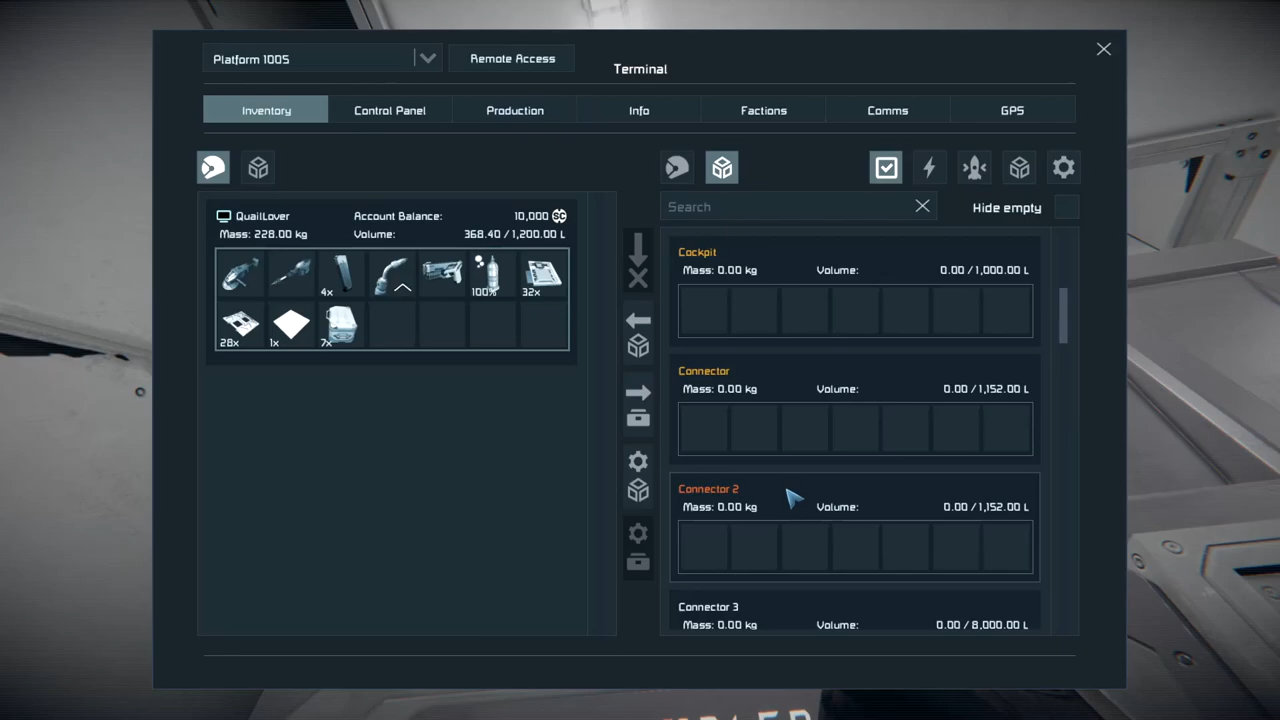 Platform 1005
Remote Access
Terminal
Inventory
Control Panel
Production
Info
Factions
Comms
GPS
Search
Hide empty
QuailLover
Account Balance:
10,000 SC
Mass: 228.00 kg
Volume:
368.40 / 1,200.00 L
4x
100%
32x
28x
1x
7x
Cockpit
Mass: 0.00 kg
Volume:
0.00 / 1,000.00 L
Connector
Mass: 0.00 kg
Volume:
0.00 / 1,152.00 L
Connector 2
Mass: 0.00 kg
Volume:
0.00 / 1,152.00 L
Connector 3
Mass: 0.00 kg
Volume:
0.00 / 8,000.00 L